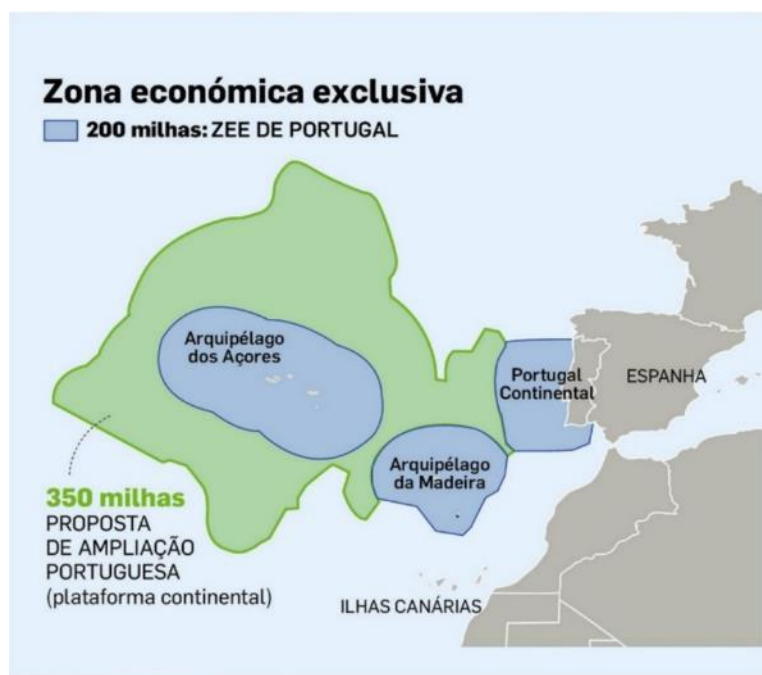 Zona económica exclusiva
200 milhas: ZEE DE PORTUGAL
Arquipélago
dos Açores
Portugal
Continental
ESPANHA
Arquipélago
da Madeira
350 milhas
PROPOSTA
DE AMPLIAÇÃO
PORTUGUESA
(plataforma continental)
ILHAS CANÁRIAS